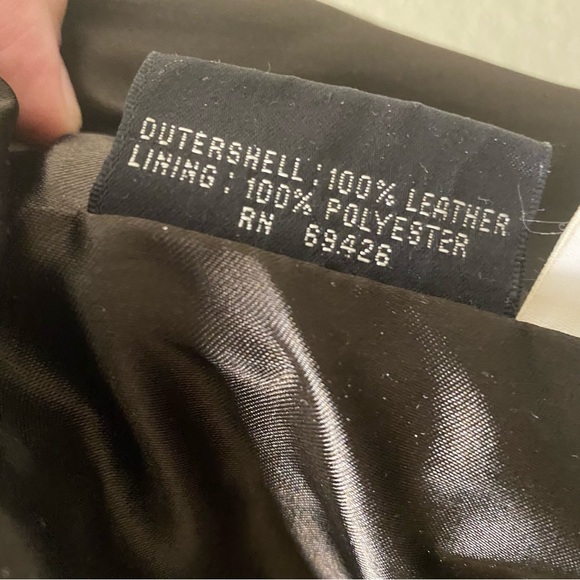 OUTERSHELL: 100% LEATHER
LINING: 100% POLYESTER
RN 69426